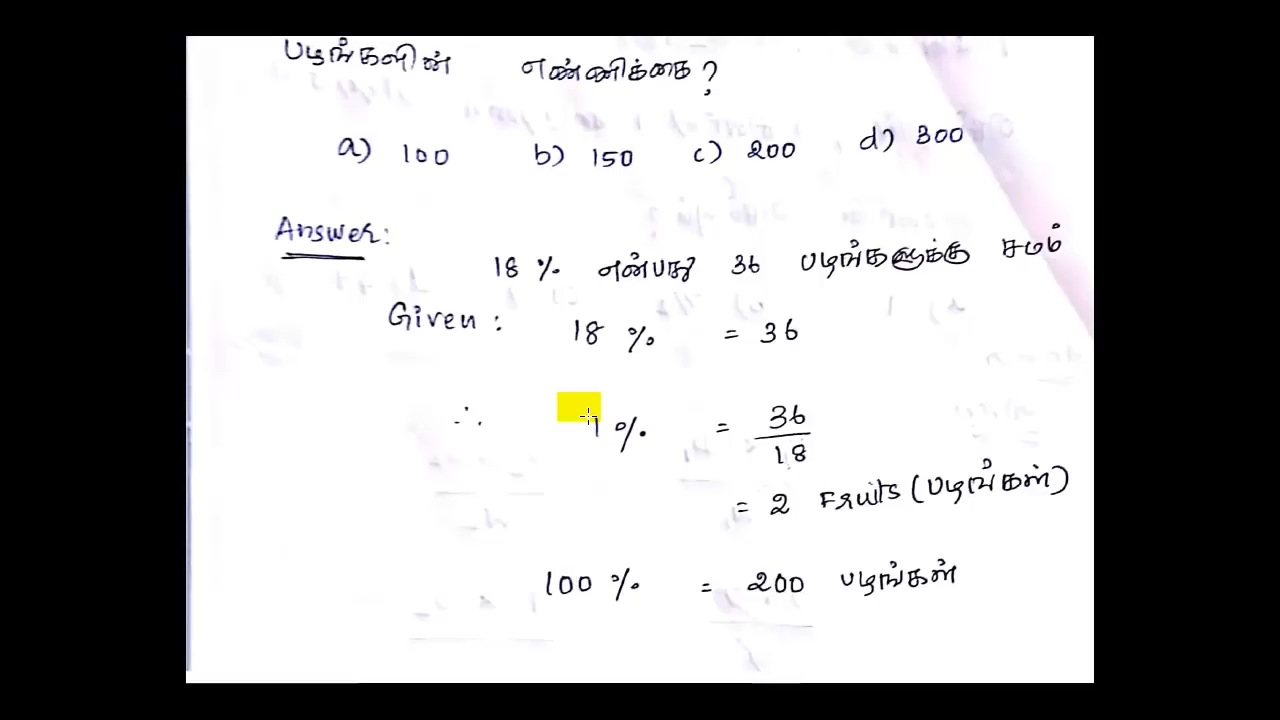 பழங்களின் எண்ணிக்கை?
a) 100 b) 150 c) 200 d) 300
Answer:
18 % என்பது 36 பழங்களுக்கு சமம்
Given : 18 % = 36
∴ 1 % = 36/18
= 2 Fruits (பழங்கள்)
100 % = 200 பழங்கள்